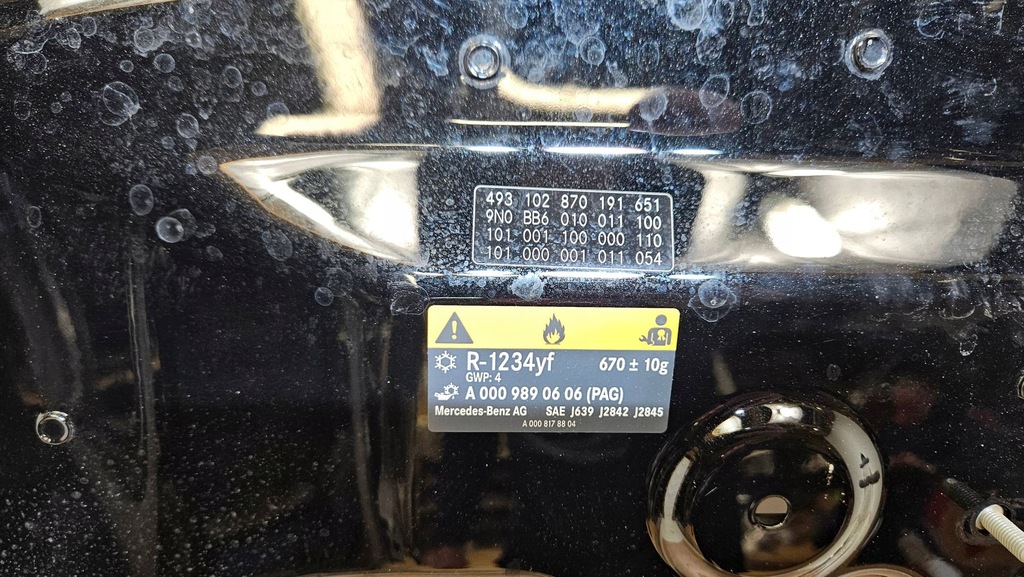 493 102 870 191 651
9N0 BB6 010 011 100
101 001 100 000 110
101 000 001 011 054
R-1234yf 670 ± 10g
GWP: 4
A 000 989 06 06 (PAG)
Mercedes-Benz AG SAE J639 J2842 J2845
A 000 817 88 04